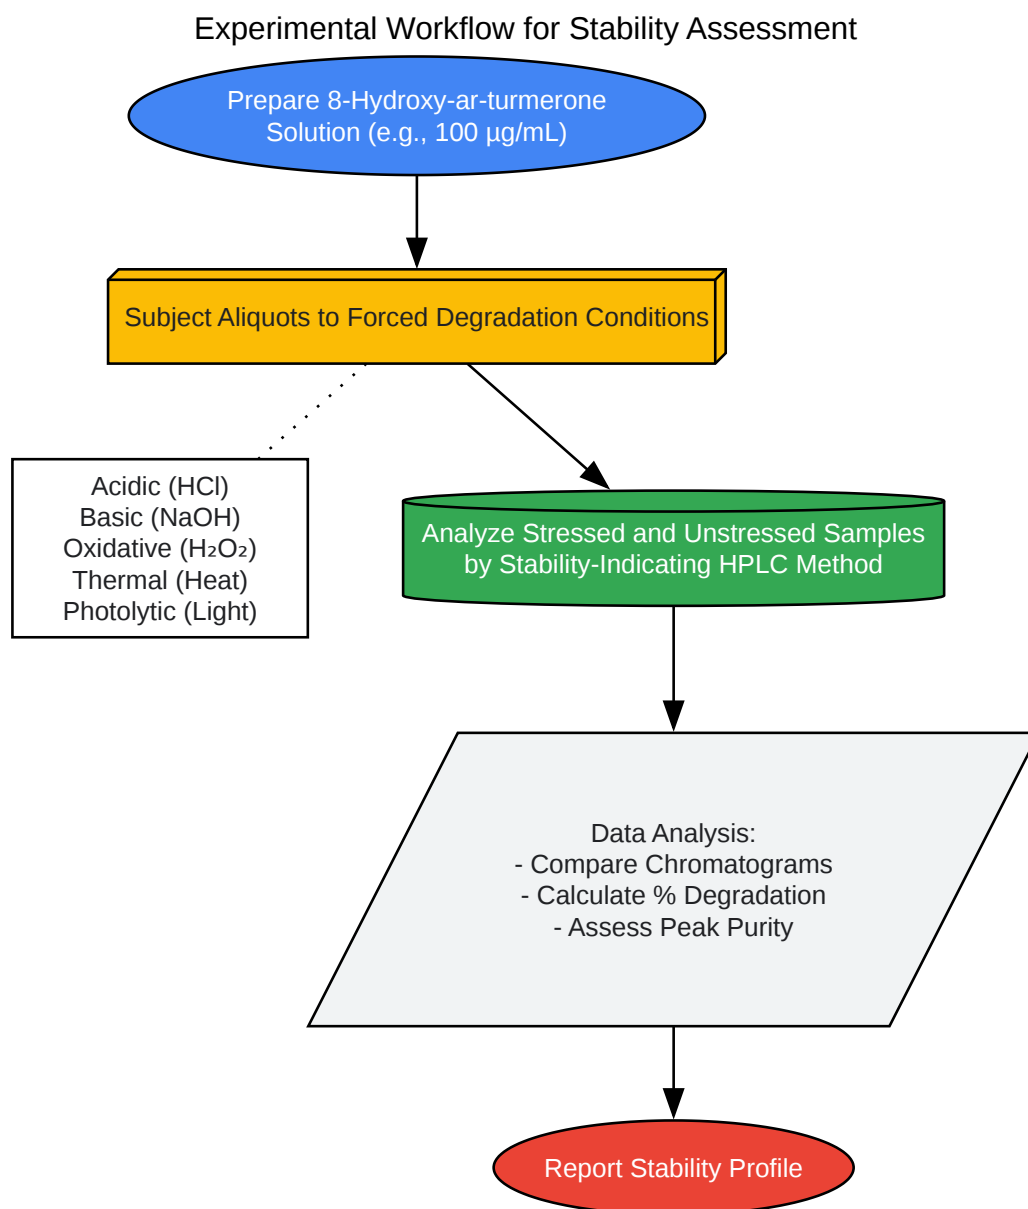 Experimental Workflow for Stability Assessment
Prepare 8-Hydroxy-ar-turmerone
Solution (e.g., 100 µg/mL)
Subject Aliquots to Forced Degradation Conditions
Acidic (HCl)
Basic (NaOH)
Oxidative (H₂O₂)
Thermal (Heat)
Photolytic (Light)
Analyze Stressed and Unstressed Samples
by Stability-Indicating HPLC Method
Data Analysis:
- Compare Chromatograms
- Calculate % Degradation
- Assess Peak Purity
Report Stability Profile